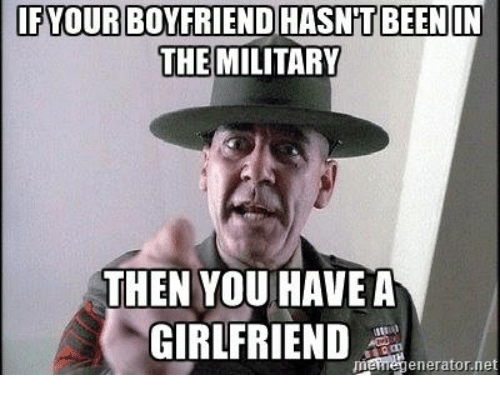 IF YOUR BOYFRIEND HASN'T BEEN IN
THE MILITARY
THEN YOU HAVE A
GIRLFRIEND
memegenerator.net